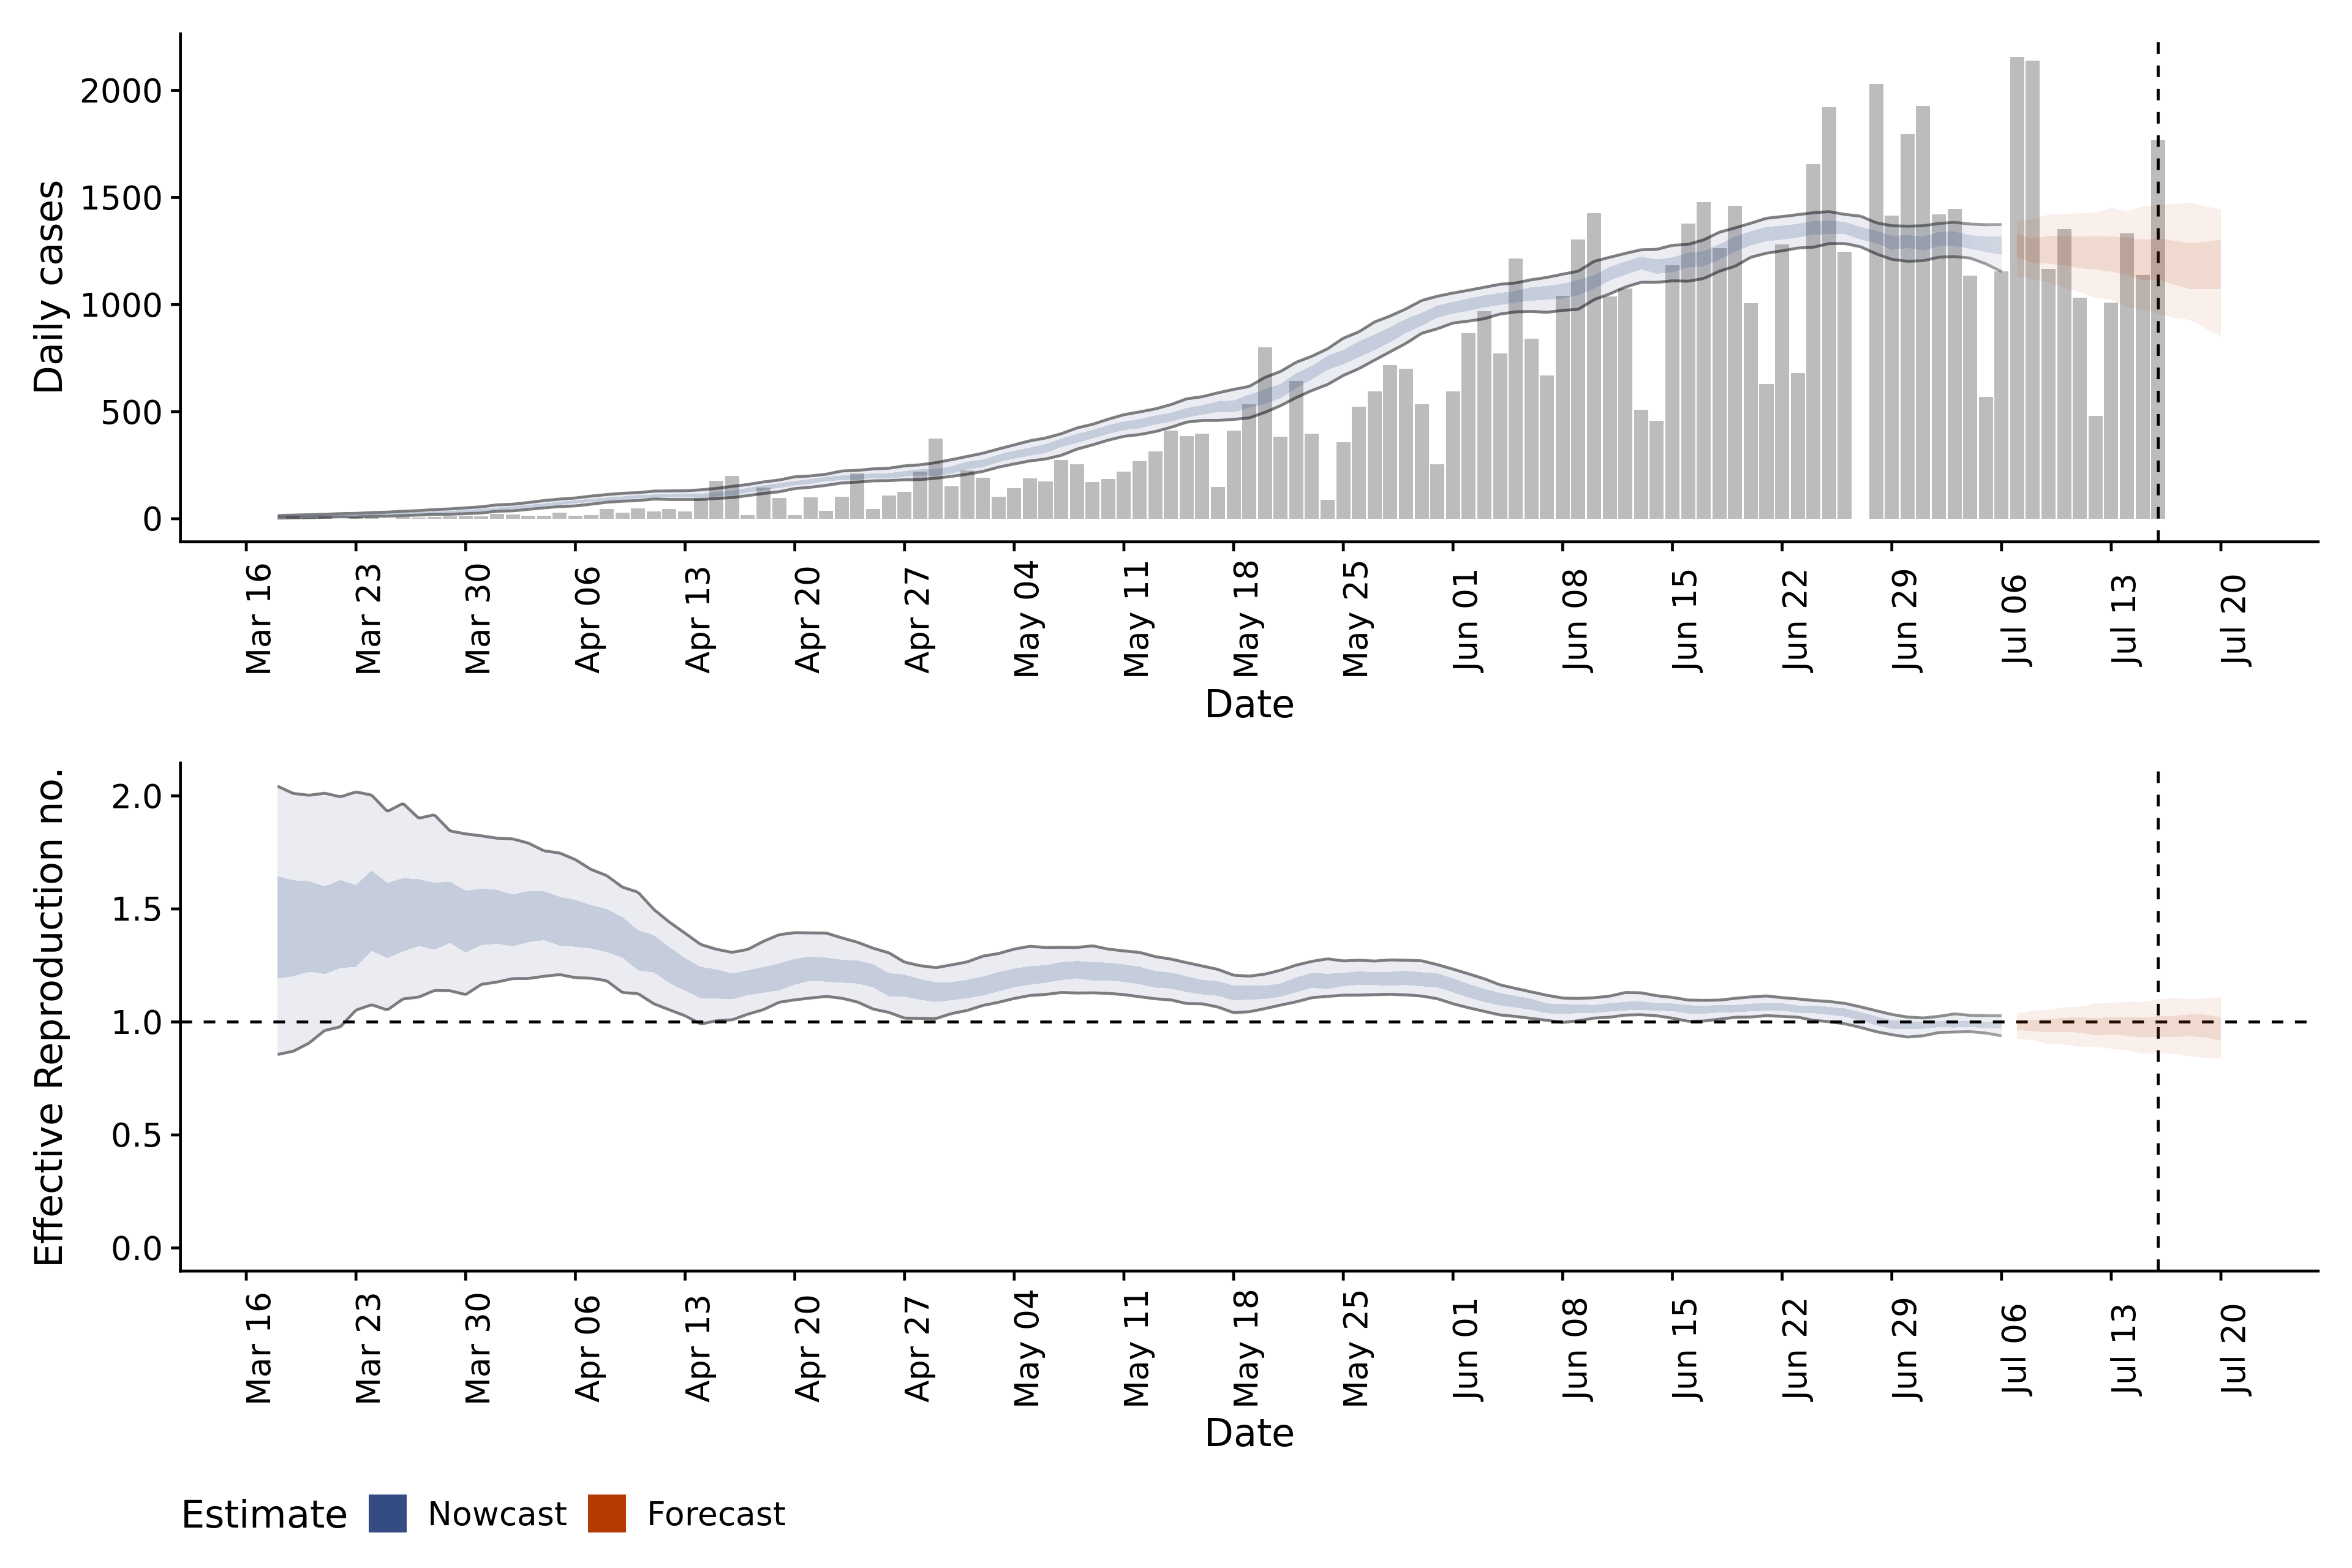 Daily cases
2000
1500
1000
500
0
Mar 16
Mar 23
Mar 30
Apr 06
Apr 13
Apr 20
Apr 27
May 04
May 11
May 18
May 25
Jun 01
Jun 08
Jun 15
Jun 22
Jun 29
Jul 06
Jul 13
Jul 20
Date
Effective Reproduction no.
2.0
1.5
1.0
0.5
0.0
Mar 16
Mar 23
Mar 30
Apr 06
Apr 13
Apr 20
Apr 27
May 04
May 11
May 18
May 25
Jun 01
Jun 08
Jun 15
Jun 22
Jun 29
Jul 06
Jul 13
Jul 20
Date
Estimate Nowcast Forecast